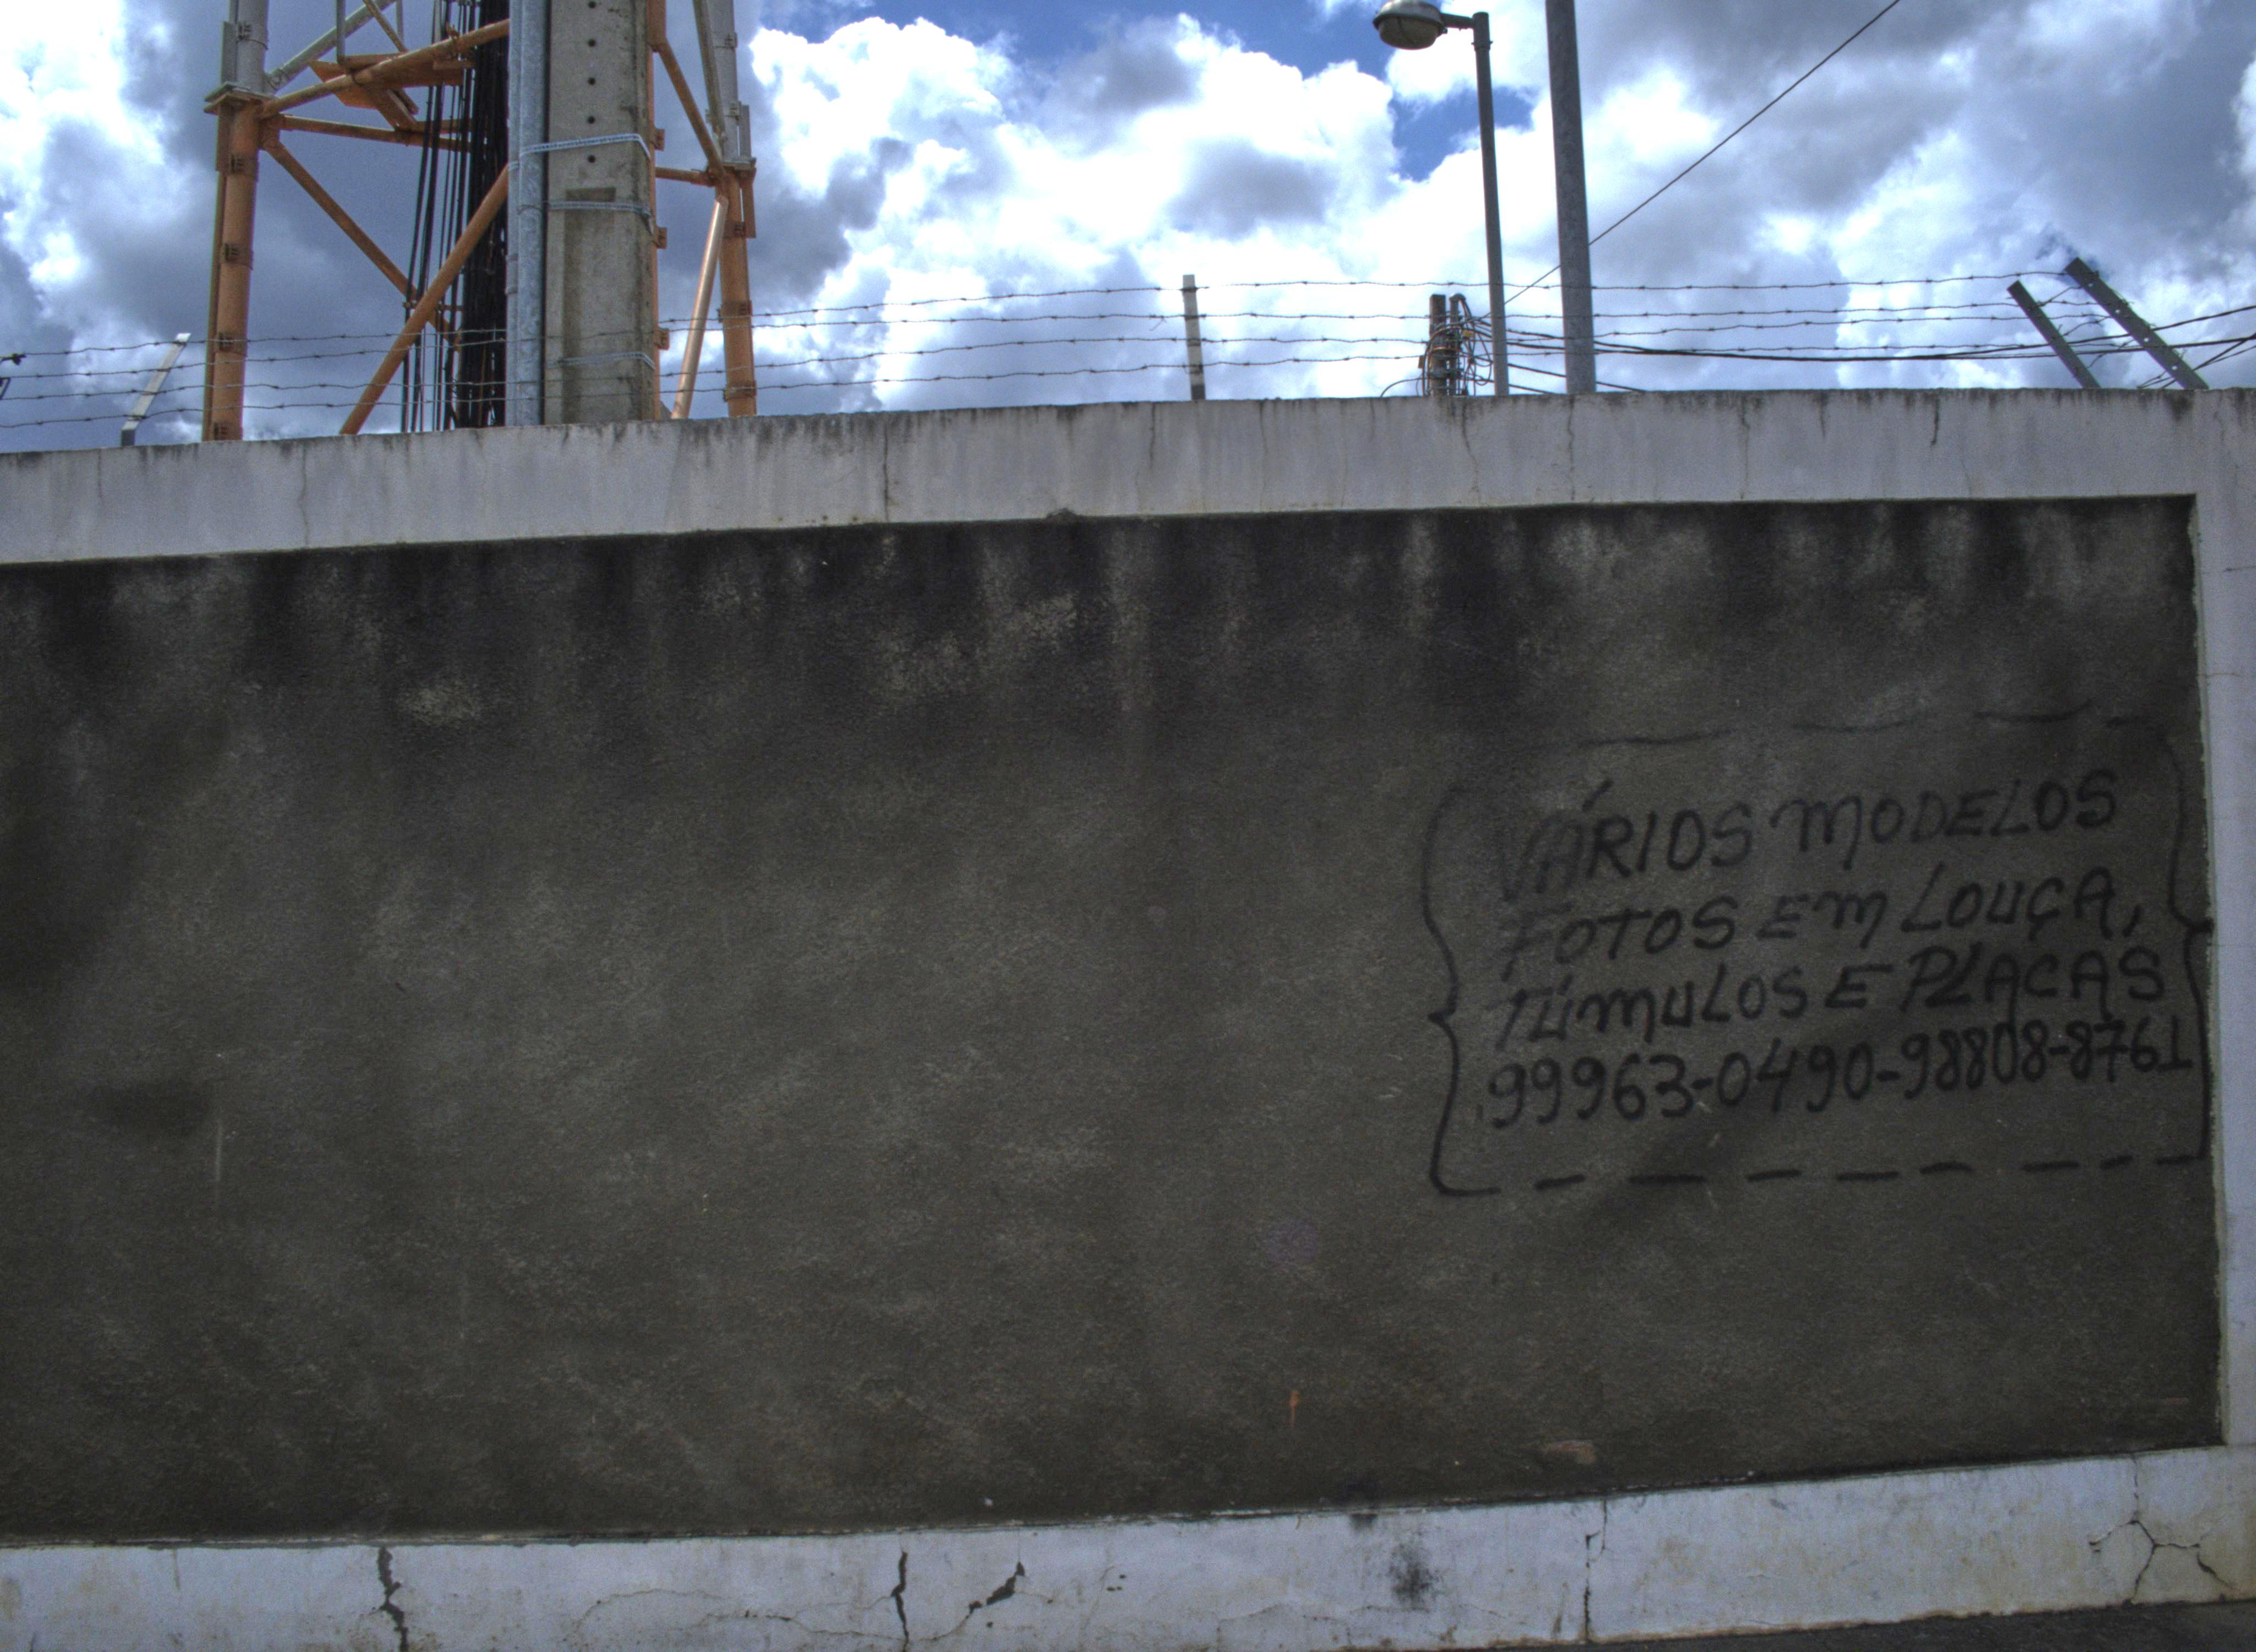 VÁRIOS MODELOS
FOTOS EM LOUÇA,
TÚMULOS E PLACAS
99963-0490-98808-8761